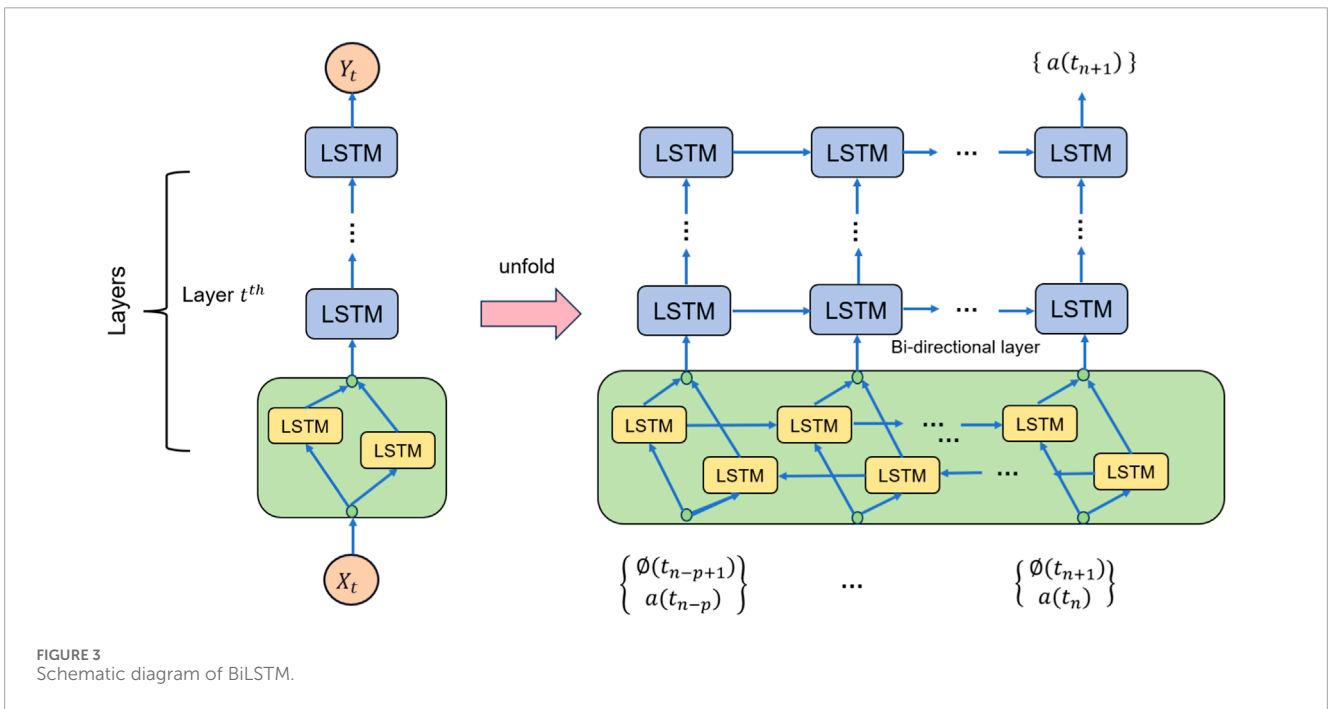 Y_t
{ a(t_{n+1}) }
LSTM
LSTM LSTM ... LSTM
⋮
⋮ ⋮ ⋮
Layers
Layer t^{th}
LSTM
unfold
LSTM LSTM ... LSTM
Bi-directional layer
LSTM
LSTM
LSTM LSTM ... ... LSTM
LSTM LSTM ... LSTM
X_t
{ Ø(t_{n-p+1}) a(t_{n-p}) }
...
{ Ø(t_{n+1}) a(t_n) }
FIGURE 3
Schematic diagram of BiLSTM.